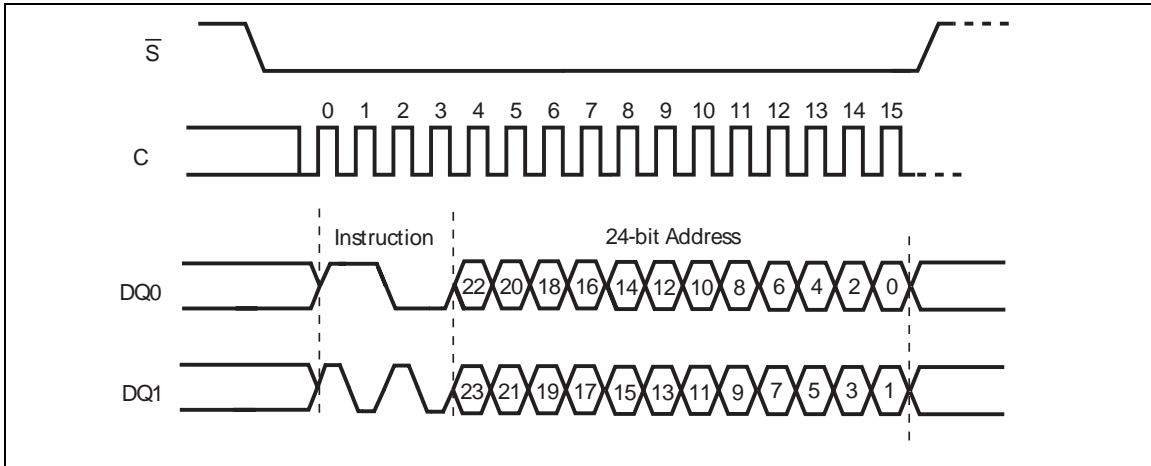 S
0 1 2 3 4 5 6 7 8 9 10 11 12 13 14 15
C
Instruction 24-bit Address
DQ0 22 20 18 16 14 12 10 8 6 4 2 0
DQ1 23 21 19 17 15 13 11 9 7 5 3 1